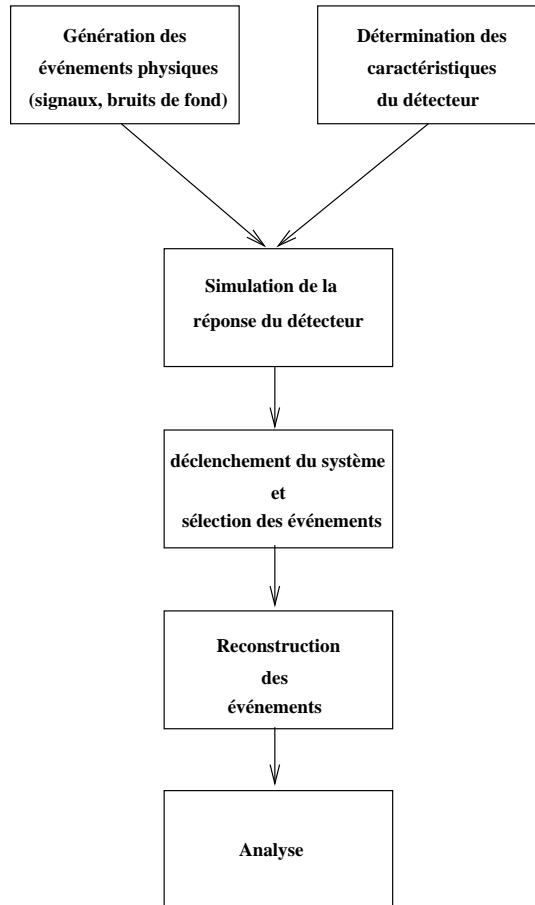 Génération des
événements physiques
(signaux, bruits de fond)
Détermination des
caractéristiques
du détecteur
Simulation de la
réponse du détecteur
déclenchement du système
et
sélection des événements
Reconstruction
des
événements
Analyse